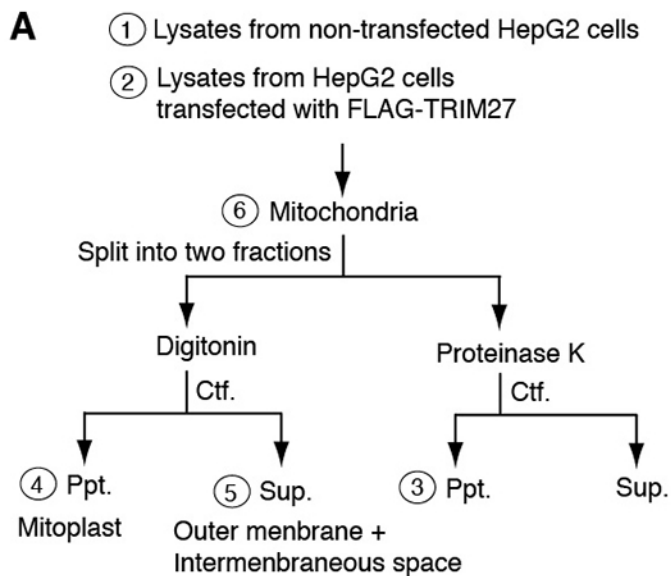 A
① Lysates from non-transfected HepG2 cells
② Lysates from HepG2 cells
transfected with FLAG-TRIM27
⑥ Mitochondria
Split into two fractions
Digitonin
Proteinase K
Ctf.
Ctf.
④ Ppt.
⑤ Sup.
③ Ppt.
Sup.
Mitoplast
Outer menbrane +
Intermenbraneous space